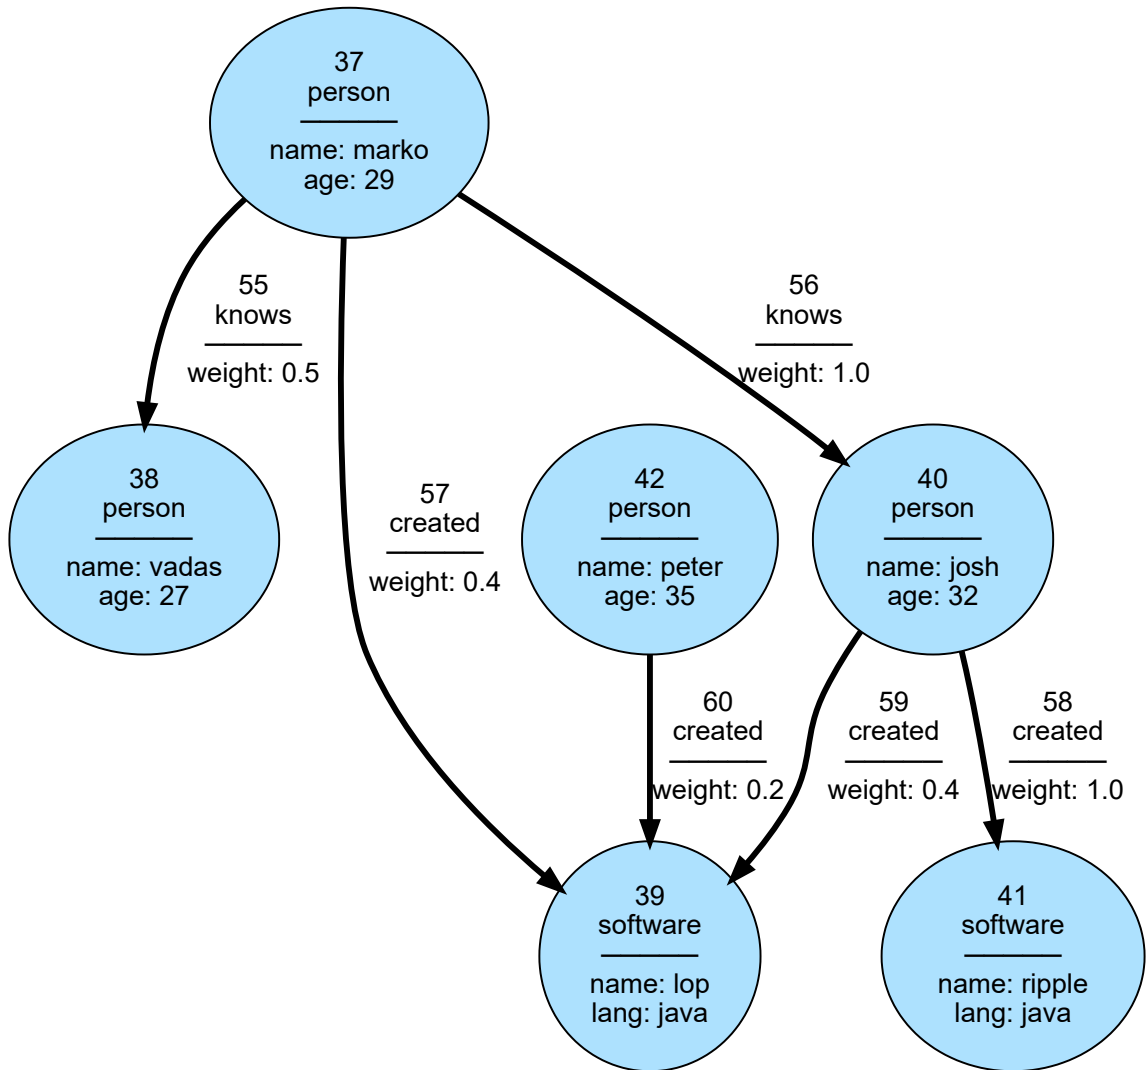 37
person
name: marko
age: 29
55
knows
weight: 0.5
56
knows
weight: 1.0
38
person
name: vadas
age: 27
57
created
weight: 0.4
42
person
name: peter
age: 35
40
person
name: josh
age: 32
60
created
weight: 0.2
59
created
weight: 0.4
58
created
weight: 1.0
39
software
name: lop
lang: java
41
software
name: ripple
lang: java